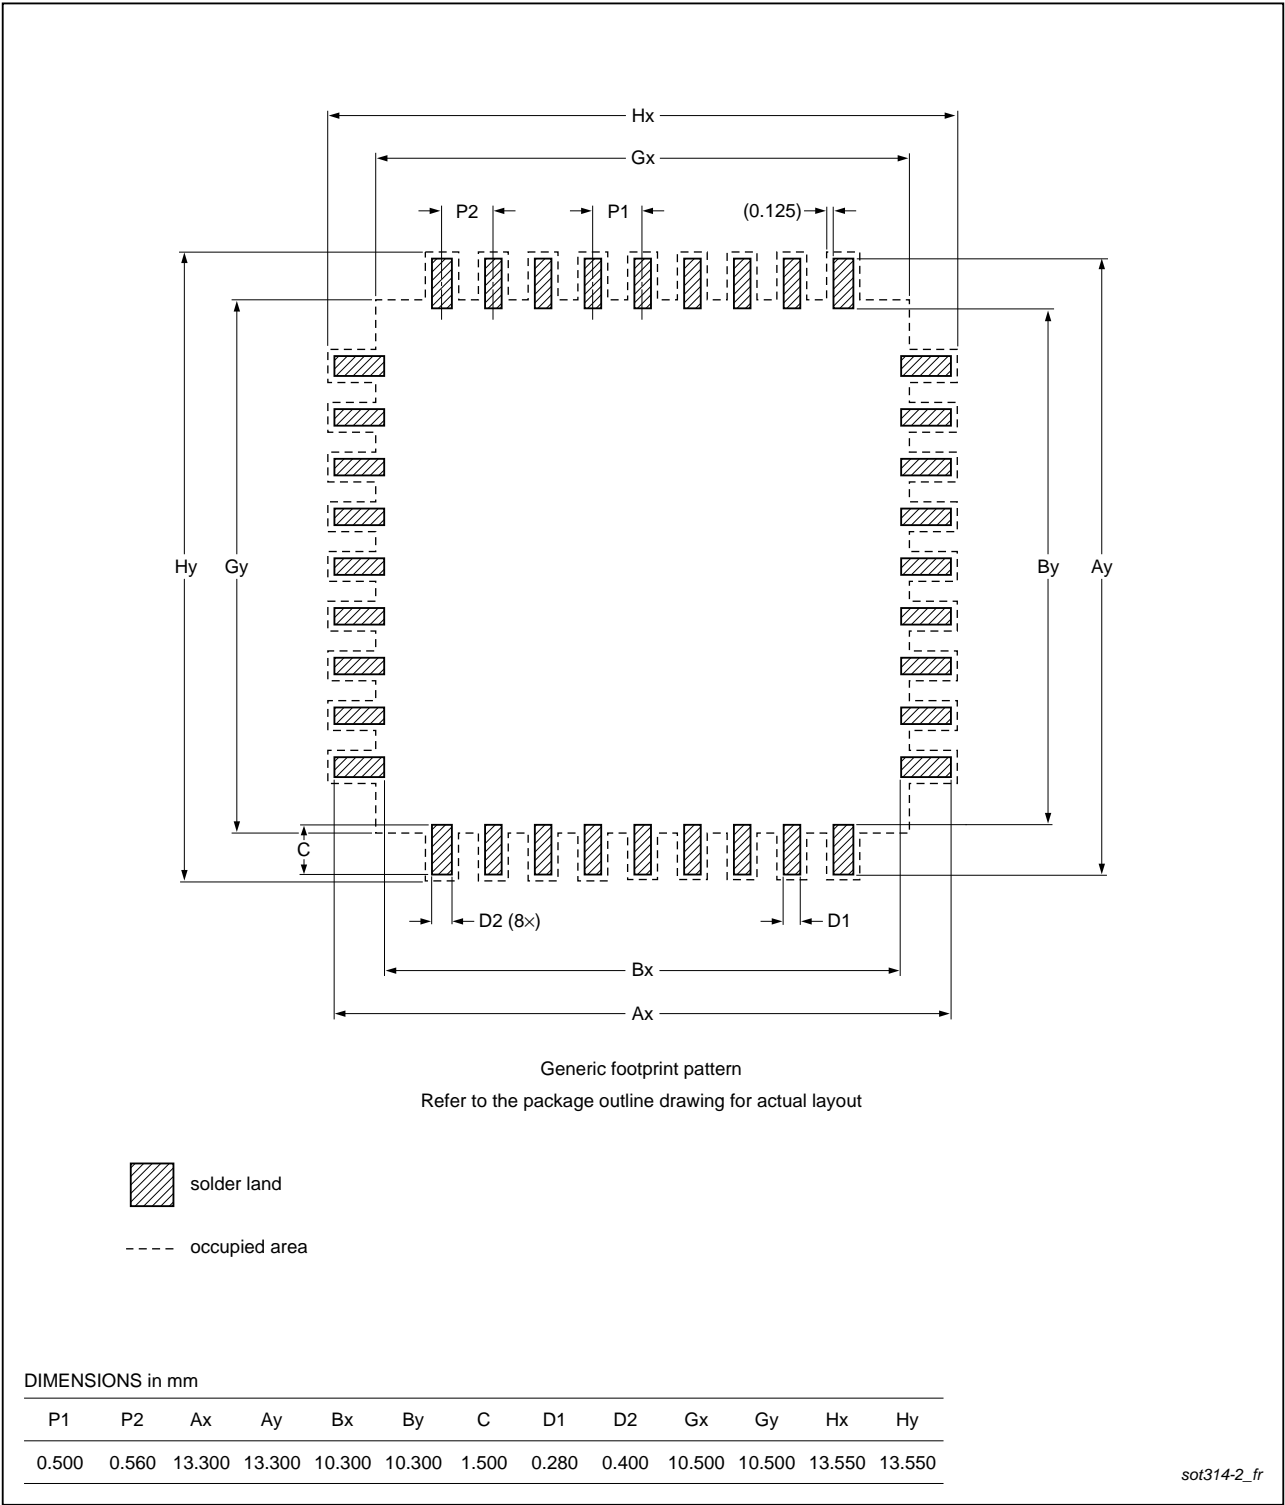 Hx
Gx
P2
P1
(0.125)
Hy
Gy
By
Ay
C
D2 (8×)
D1
Bx
Ax
Generic footprint pattern
Refer to the package outline drawing for actual layout
solder land
occupied area
DIMENSIONS in mm
P1 P2 Ax Ay Bx By C D1 D2 Gx Gy Hx Hy
0.500 0.560 13.300 13.300 10.300 10.300 1.500 0.280 0.400 10.500 10.500 13.550 13.550
sot314-2_fr